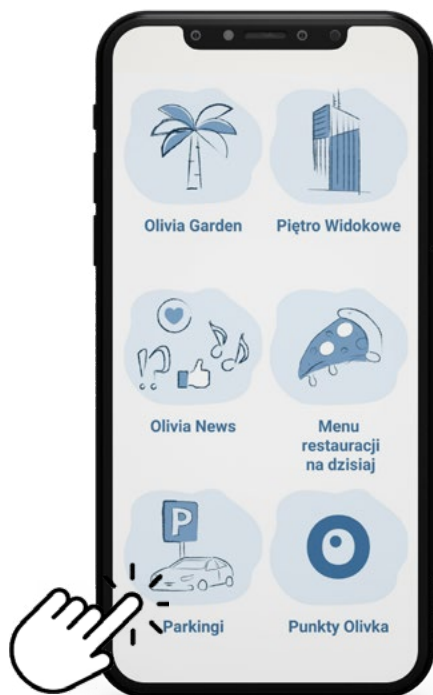 Olivia Garden
Piętro Widokowe
!?
Olivia News
Menu
restauracji
na dzisiaj
P
Parkingi
Punkty Olivka